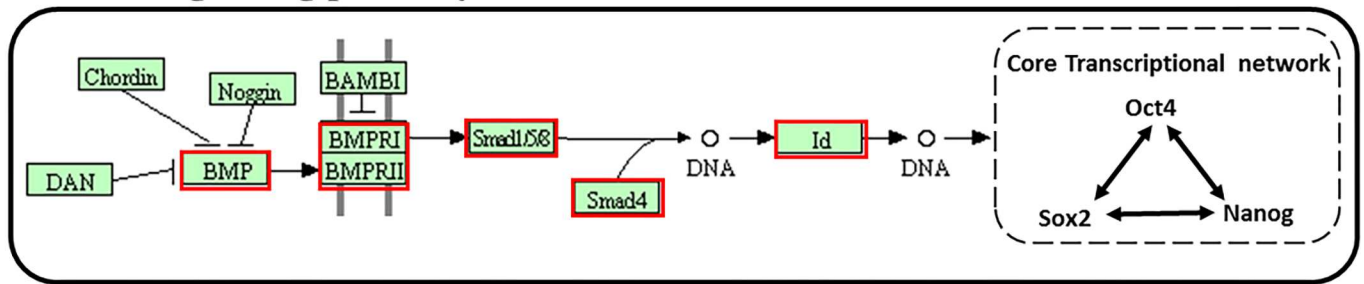 Chordin
Noggin
BAMBI
DAN
BMP
BMPRI
BMPRII
Smad1/5/8
Smad4
DNA
Id
DNA
Core Transcriptional network
Oct4
Sox2
Nanog